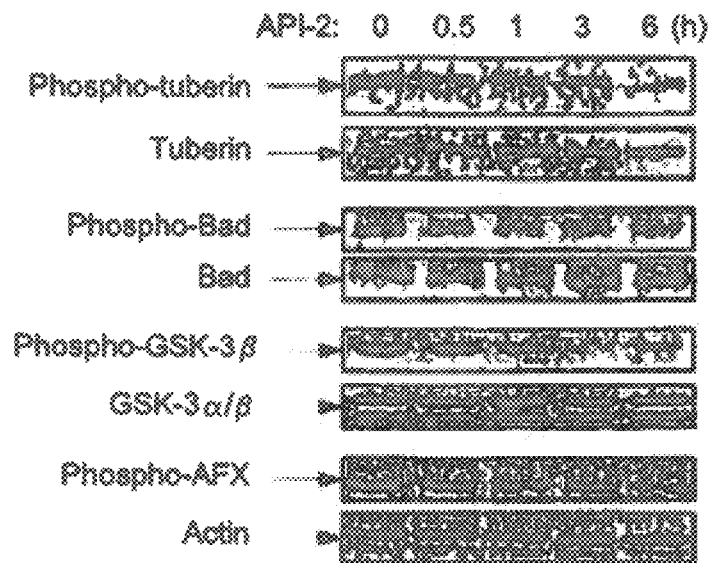 API-2: 0 0.5 1 3 6 (h)
Phospho-tuberin
Tuberin
Phospho-Bad
Bad
Phospho-GSK-3β
GSK-3α/β
Phospho-AFX
Actin